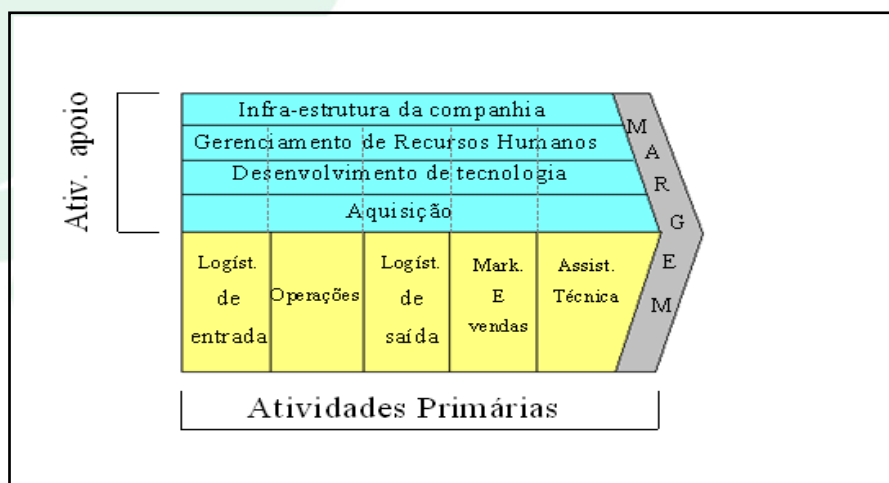 Ativ. apoio
Infra-estrutura da companhia
Gerenciamento de Recursos Humanos
Desenvolvimento de tecnologia
Aquisição
Logíst.
de
entrada
Operações
Logíst.
de
saída
Mark.
E
vendas
Assist.
Técnica
M
A
R
G
E
M
Atividades Primárias